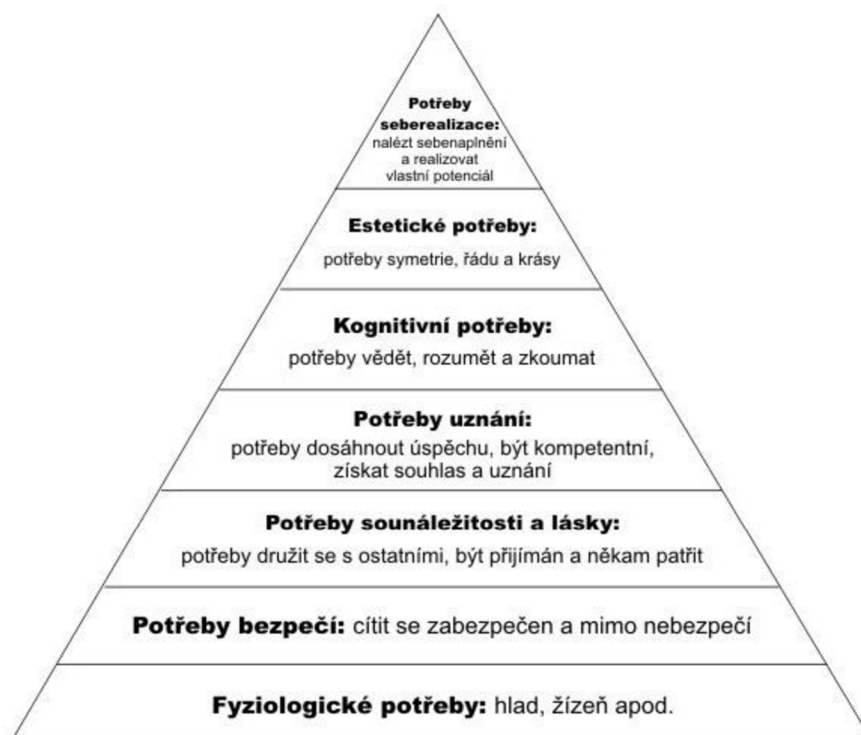 Potřeby
seberealizace:
nalézt sebenaplnění
a realizovat
vlastní potenciál
Estetické potřeby:
potřeby symetrie, řádu a krásy
Kognitivní potřeby:
potřeby vědět, rozumět a zkoumat
Potřeby uznání:
potřeby dosáhnout úspěchu, být kompetentní,
získat souhlas a uznání
Potřeby sounáležitosti a lásky:
potřeby družit se s ostatními, být přijímán a někam patřit
Potřeby bezpečí: cítit se zabezpečen a mimo nebezpečí
Fyziologické potřeby: hlad, žízeň apod.